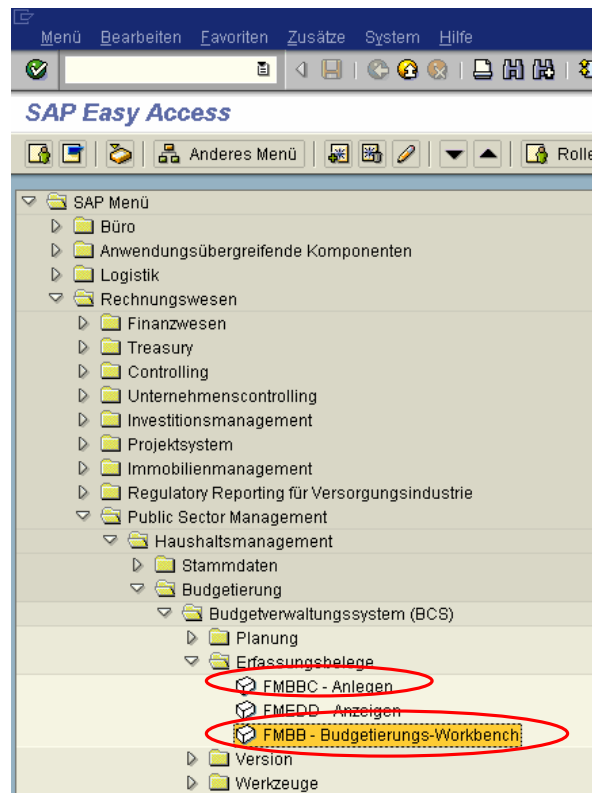 Menü Bearbeiten Favoriten Zusätze System Hilfe
SAP Easy Access
Anderes Menü Rolle
SAP Menü
Büro
Anwendungsübergreifende Komponenten
Logistik
Rechnungswesen
Finanzwesen
Treasury
Controlling
Unternehmenscontrolling
Investitionsmanagement
Projektsystem
Immobilienmanagement
Regulatory Reporting für Versorgungsindustrie
Public Sector Management
Haushaltsmanagement
Stammdaten
Budgetierung
Budgetverwaltungssystem (BCS)
Planung
Erfassungsbelege
FMBBC - Anlegen
FMEDD - Anzeigen
FMBB - Budgetierungs-Workbench
Version
Werkzeuge